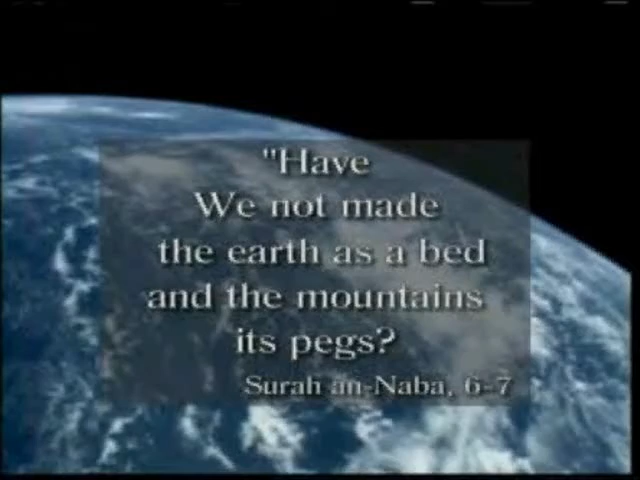 "Have
We not made
the earth as a bed
and the mountains
its pegs?
Surah an-Naba, 6-7